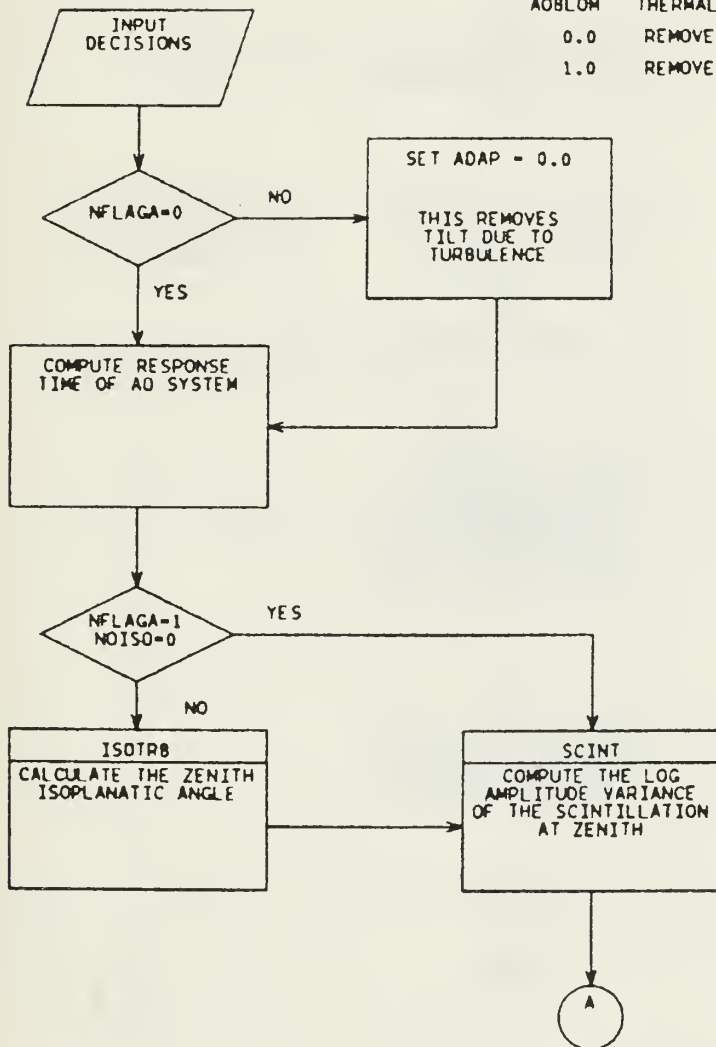 AOBLOM THERMAL
0.0 REMOVE
1.0 REMOVE
INPUT
DECISIONS
NFLAGA=0
NO
SET ADAP = 0.0
THIS REMOVES
TILT DUE TO
TURBULENCE
YES
COMPUTE RESPONSE
TIME OF AO SYSTEM
NFLAGA=1
NOISO=0
YES
NO
ISOTRB
CALCULATE THE ZENITH
ISOPLANATIC ANGLE
SCINT
COMPUTE THE LOG
AMPLITUDE VARIANCE
OF THE SCINTILLATION
AT ZENITH
A